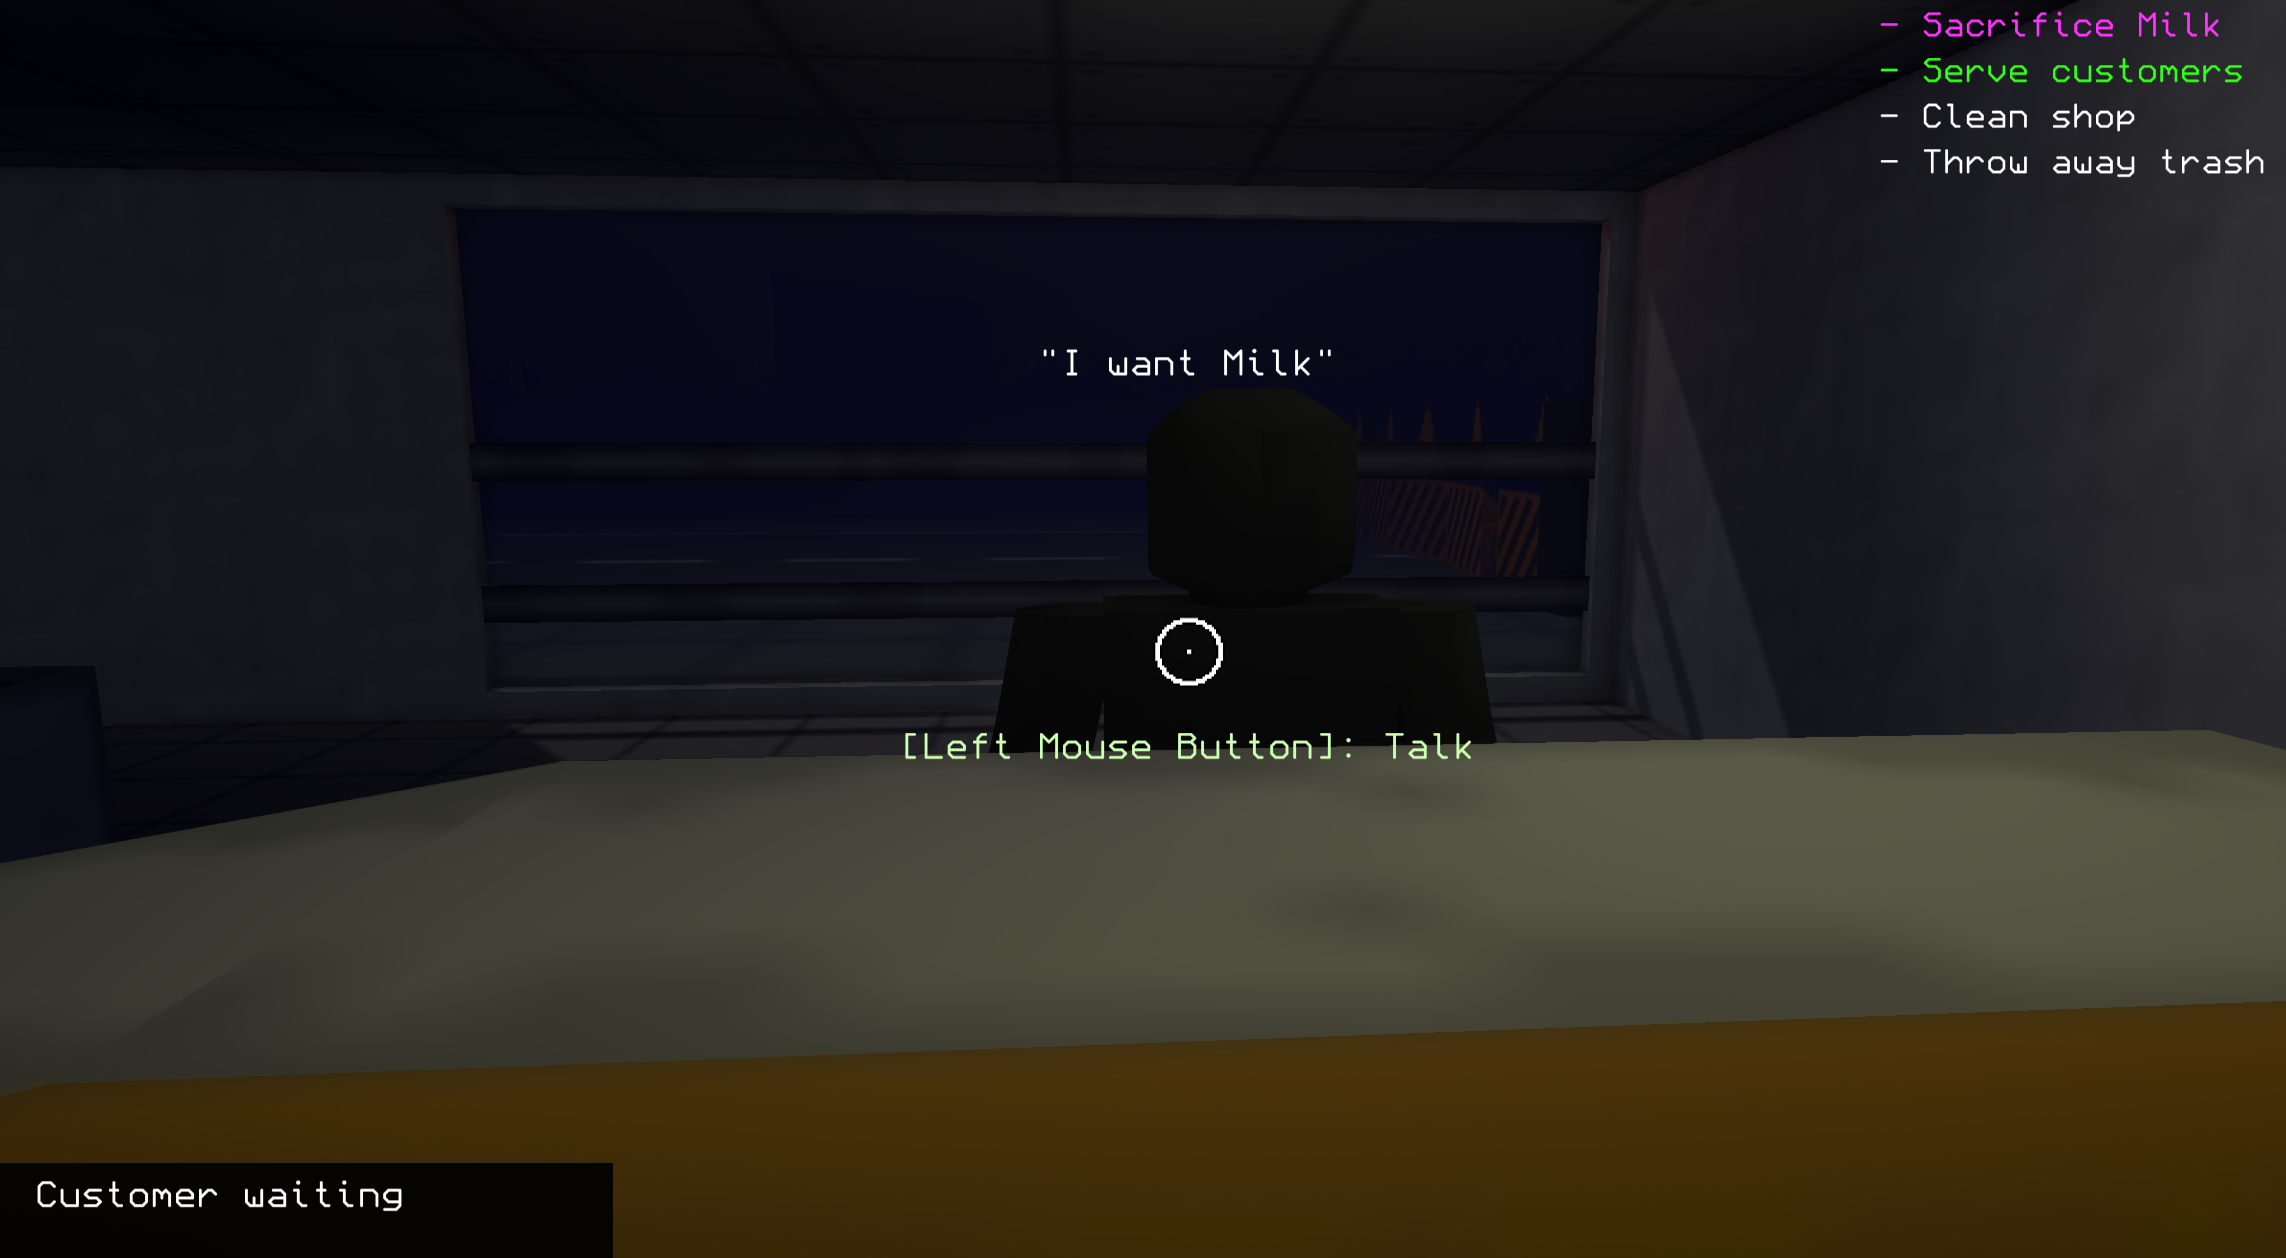 - Sacrifice Milk
- Serve customers
- Clean shop
- Throw away trash
"I want Milk"
[Left Mouse Button]: Talk
Customer waiting